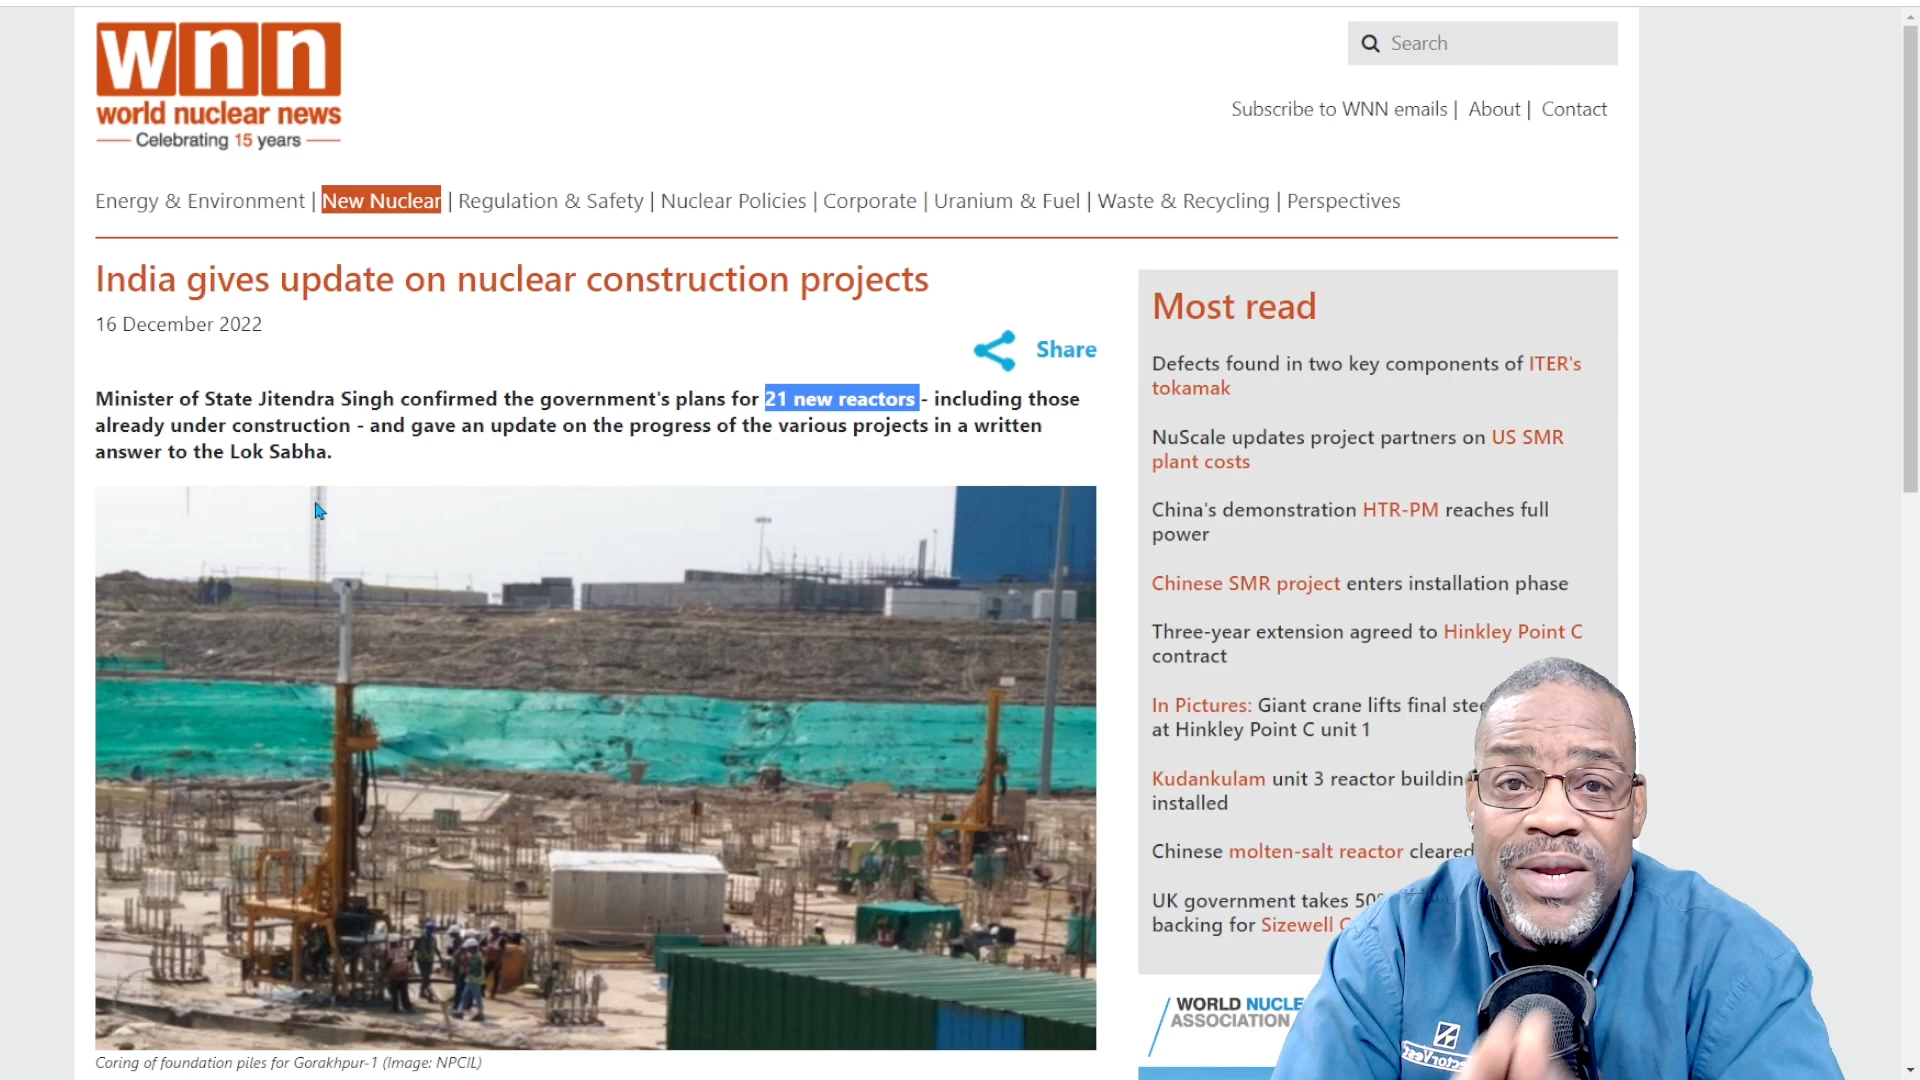 wnn
world nuclear news
Celebrating 15 years
Search
Subscribe to WNN emails | About | Contact
Energy & Environment | New Nuclear | Regulation & Safety | Nuclear Policies | Corporate | Uranium & Fuel | Waste & Recycling | Perspectives
India gives update on nuclear construction projects
16 December 2022
Share
Minister of State Jitendra Singh confirmed the government's plans for 21 new reactors - including those
already under construction - and gave an update on the progress of the various projects in a written
answer to the Lok Sabha.
Coring of foundation piles for Gorakhpur-1 (Image: NPCIL)
Most read
Defects found in two key components of ITER's
tokamak
NuScale updates project partners on US SMR
plant costs
China's demonstration HTR-PM reaches full
power
Chinese SMR project enters installation phase
Three-year extension agreed to Hinkley Point C
contract
In Pictures: Giant crane lifts final
at Hinkley Point C unit 1
Kudankulam unit 3 reactor
installed
Chinese molten-salt reactor cleared
UK government takes
backing for Sizewell
WORLD
ASSOCIATION